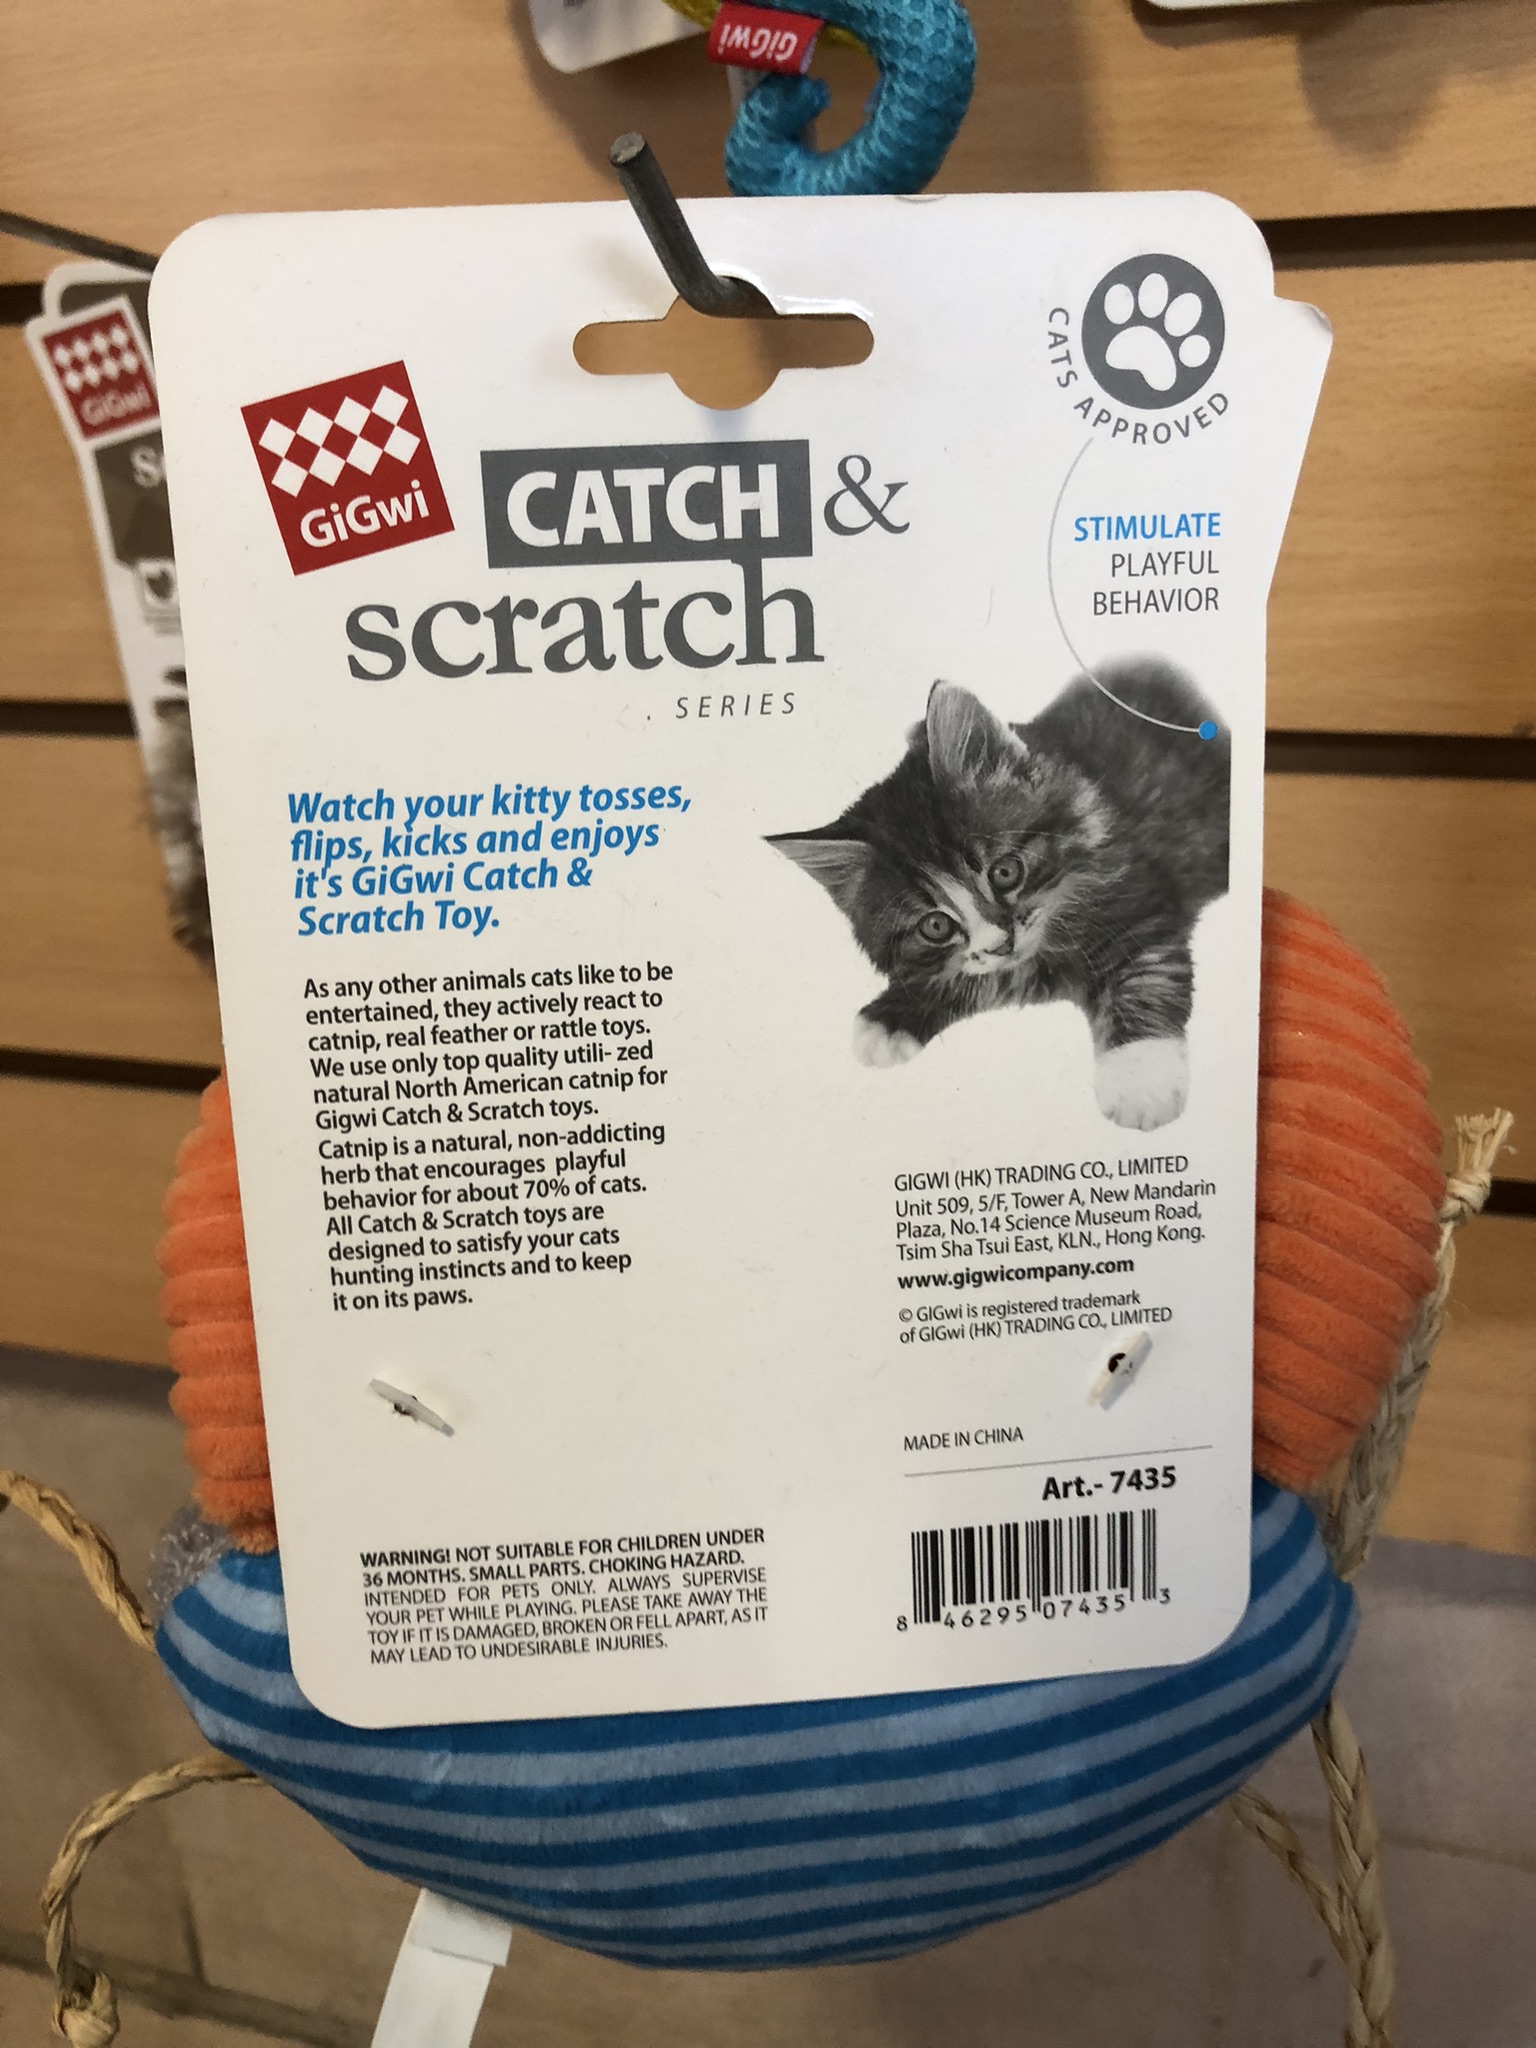 GiGwi
GiGwi
GiGwi
CATCH &
scratch
SERIES
CATS APPROVED
STIMULATE
PLAYFUL
BEHAVIOR
Watch your kitty tosses,
flips, kicks and enjoys
it's GiGwi Catch &
Scratch Toy.
As any other animals cats like to be
entertained, they actively react to
catnip, real feather or rattle toys.
We use only top quality utili- zed
natural North American catnip for
Gigwi Catch & Scratch toys.
Catnip is a natural, non-addicting
herb that encourages playful
behavior for about 70% of cats.
All Catch & Scratch toys are
designed to satisfy your cats
hunting instincts and to keep
it on its paws.
GIGWI (HK) TRADING CO., LIMITED
Unit 509, 5/F, Tower A, New Mandarin
Plaza, No.14 Science Museum Road,
Tsim Sha Tsui East, KLN., Hong Kong.
www.gigwicompany.com
© GIGwi is registered trademark
of GIGwi (HK) TRADING CO., LIMITED
MADE IN CHINA
Art.- 7435
8 46295 07435 3
WARNING! NOT SUITABLE FOR CHILDREN UNDER
36 MONTHS. SMALL PARTS. CHOKING HAZARD.
INTENDED FOR PETS ONLY. ALWAYS SUPERVISE
YOUR PET WHILE PLAYING. PLEASE TAKE AWAY THE
TOY IF IT IS DAMAGED, BROKEN OR FELL APART, AS IT
MAY LEAD TO UNDESIRABLE INJURIES.